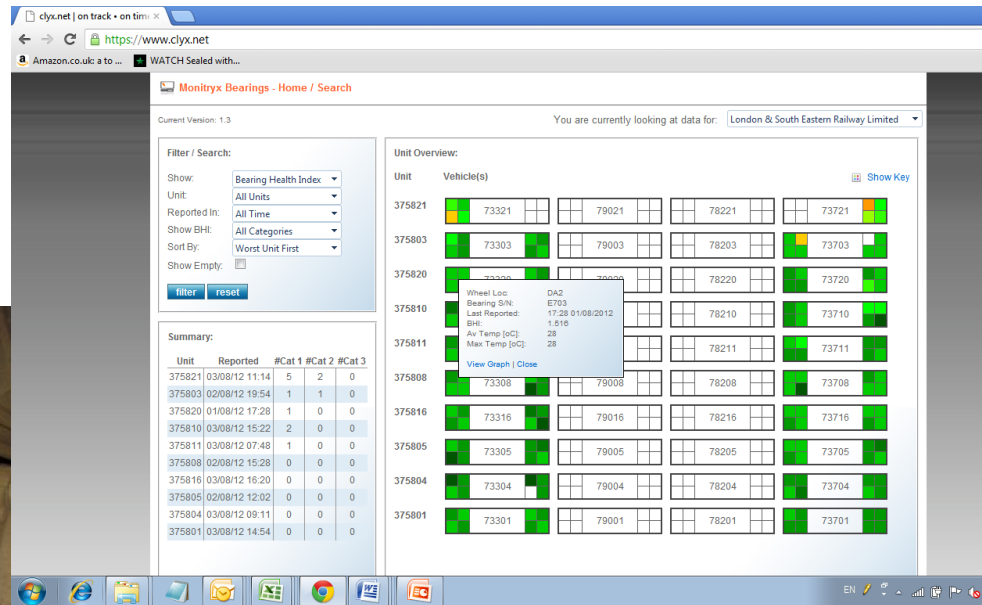 clyx.net | on track • on time
https://www.clyx.net
Amazon.co.uk: a to ... WATCH Sealed with...
Monitryx Bearings - Home / Search
Current Version: 1.3
You are currently looking at data for: London & South Eastern Railway Limited
Filter / Search:
Show: Bearing Health Index
Unit: All Units
Reported In: All Time
Show BHI: All Categories
Sort By: Worst Unit First
Show Empty:
filter reset
Summary:
Unit Reported #Cat 1 #Cat 2 #Cat 3
375821 03/08/12 11:14 5 2 0
375803 02/08/12 19:54 1 1 0
375820 01/08/12 17:28 1 0 0
375810 03/08/12 15:22 2 0 0
375811 03/08/12 07:48 1 0 0
375808 02/08/12 15:28 0 0 0
375816 03/08/12 16:20 0 0 0
375805 02/08/12 12:02 0 0 0
375804 03/08/12 09:11 0 0 0
375801 03/08/12 14:54 0 0 0
Unit Overview:
Unit Vehicle(s) Show Key
375821 73321 79021 78221 73721
375803 73303 79003 78203 73703
375820 78220 73720
375810 78210 73710
375811 78211 73711
375808 73308 79008 78208 73708
375816 73316 79016 78216 73716
375805 73305 79005 78205 73705
375804 73304 79004 78204 73704
375801 73301 79001 78201 73701
Wheel Loc: DA2
Bearing S/N: E703
Last Reported: 17:28 01/08/2012
BHI: 1.516
Av Temp [oC]: 28
Max Temp [oC]: 28
View Graph | Close
EN